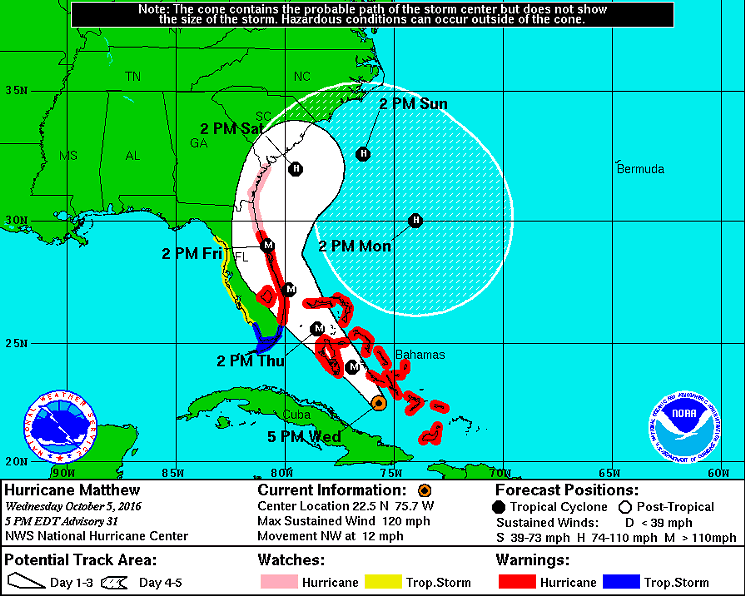 Note: The cone contains the probable path of the storm center but does not show
the size of the storm. Hazardous conditions can occur outside of the cone.
TN
NC
35N
2 PM Sun
SC
2 PM Sat
H
MS
AL
GA
H
Bermuda
30N
H
2 PM Fri
M
FL
2 PM Mon
M
M
25N
2 PM Thu
M
Bahamas
NATIONAL WEATHER SERVICE
Cuba
NOAA
5 PM Wed
20N
90W
85W
80W
75W
70W
65W
60W
Hurricane Matthew
Wednesday October 5, 2016
5 PM EDT Advisory 31
NWS National Hurricane Center
Current Information:
Center Location 22.5 N 75.7 W
Max Sustained Wind 120 mph
Movement NW at 12 mph
Forecast Positions:
Tropical Cyclone Post-Tropical
Sustained Winds: D < 39 mph
S 39-73 mph H 74-110 mph M > 110mph
Potential Track Area:
Day 1-3 Day 4-5
Watches:
Hurricane Trop.Storm
Warnings:
Hurricane Trop.Storm